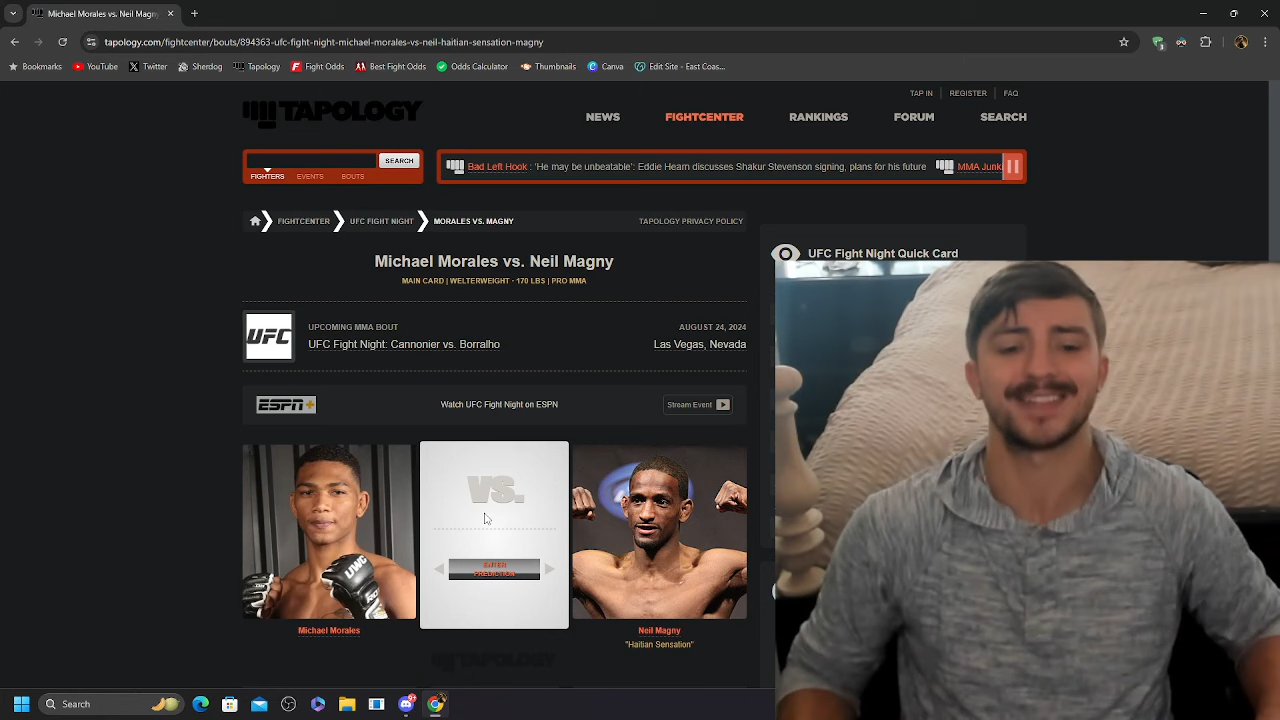 Michael Morales vs. Neil Magn
tapology.com/fightcenter/bouts/894363-ufc-fight-night-michael-morales-vs-neil-haitian-sensation-magny
Bookmarks YouTube Twitter Sherdog Tapology Fight Odds Best Fight Odds Odds Calculator Thumbnails Canva Edit Site - East Coas...
TAP IN REGISTER FAQ
TAPOLOGY NEWS FIGHTCENTER RANKINGS FORUM SEARCH
SEARCH
Bad Left Hook : 'He may be unbeatable': Eddie Hearn discusses Shakur Stevenson signing, plans for his future MMA Junk
FIGHTERS EVENTS BOUTS
FIGHTCENTER UFC FIGHT NIGHT MORALES VS. MAGNY TAPOLOGY PRIVACY POLICY
Michael Morales vs. Neil Magny
UFC Fight Night Quick Card
MAIN CARD | WELTERWEIGHT · 170 LBS | PRO MMA
UFC
UPCOMING MMA BOUT AUGUST 24, 2024
UFC Fight Night: Cannonier vs. Borralho Las Vegas, Nevada
ESPN+ Watch UFC Fight Night on ESPN Stream Event
VS.
ENTER
PREDICTION
UWC
Michael Morales Neil Magny
"Haitian Sensation"
TAPOLOGY
Search